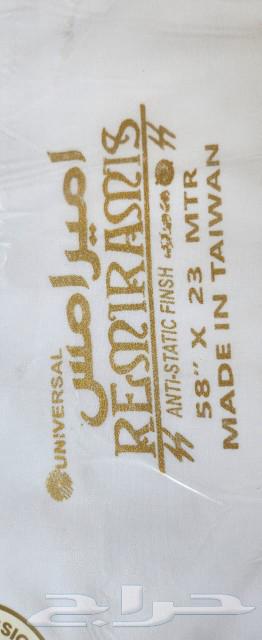 UNIVERSAL
اميرامس
REMIRAMIS
ANTI-STATIC FINSH
58" X 23 MTR
MADE IN TAIWAN
حراج